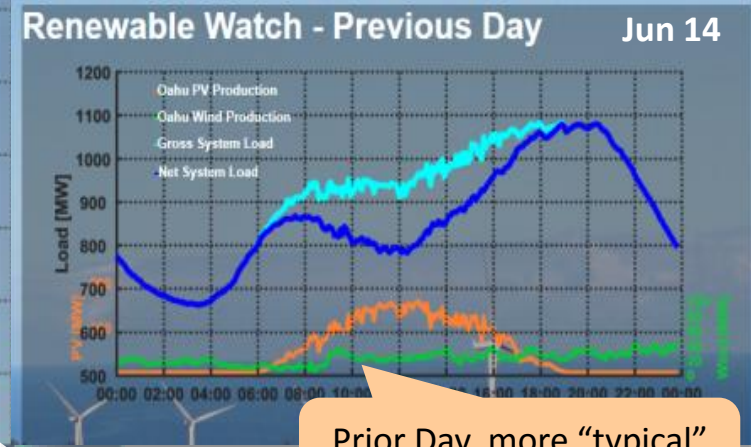 Renewable Watch - Previous Day
Jun 14
1200
1100
1000
900
800
700
600
500
Load [MW]
Oahu PV Production
Oahu Wind Production
Gross System Load
Net System Load
PV [MW]
00:00 02:00 04:00 06:00 08:00 10:00 16:00 18:00 20:00 22:00 00:00
Prior Day, more “typical”